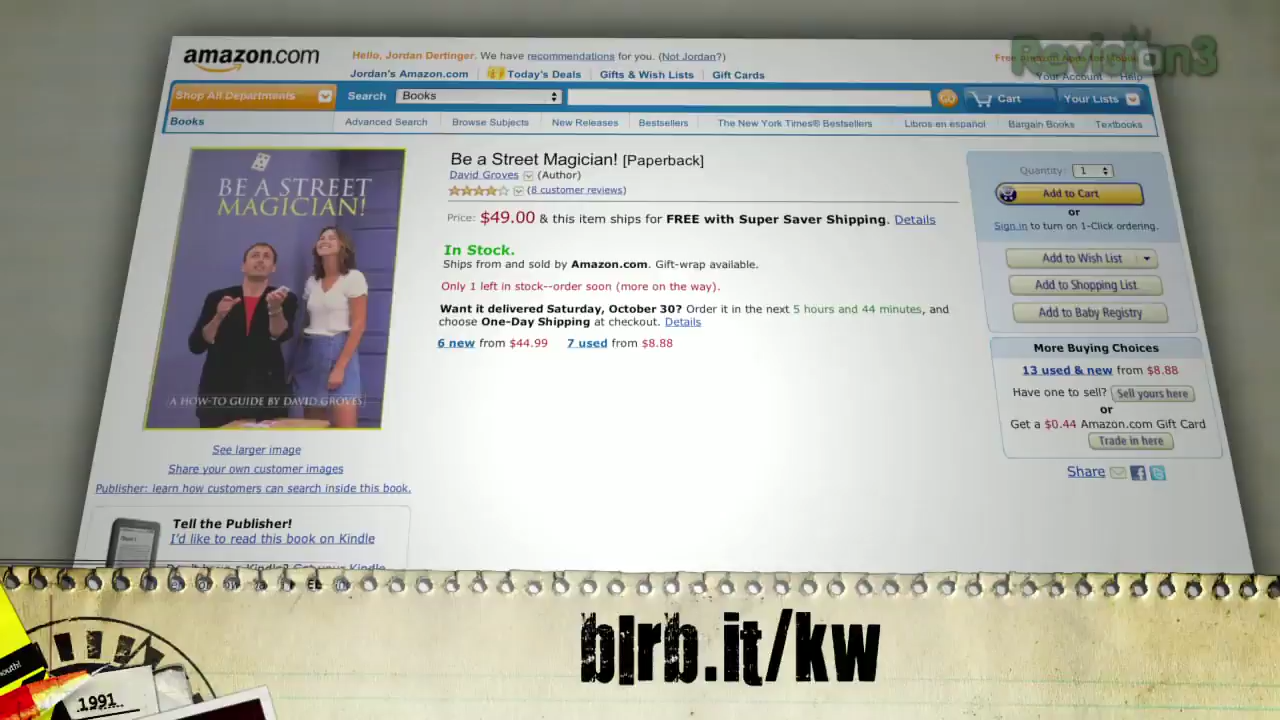 amazon.com
Hello, Jordan Dertinger. We have recommendations for you. (Not Jordan?)
Jordan's Amazon.com Today's Deals Gifts & Wish Lists Gift Cards
Revision3
Your Account Help
Shop All Departments Search Books GO Cart Your Lists
Books Advanced Search Browse Subjects New Releases Bestsellers The New York Times® Bestsellers Libros en español Bargain Books Textbooks
BE A STREET
MAGICIAN!
A HOW-TO GUIDE BY DAVID GROVES
See larger image
Share your own customer images
Publisher: learn how customers can search inside this book.
Tell the Publisher!
I'd like to read this book on Kindle
Be a Street Magician! [Paperback]
David Groves (Author)
(8 customer reviews)
Price: $49.00 & this item ships for FREE with Super Saver Shipping. Details
In Stock.
Ships from and sold by Amazon.com. Gift-wrap available.
Only 1 left in stock--order soon (more on the way).
Want it delivered Saturday, October 30? Order it in the next 5 hours and 44 minutes, and
choose One-Day Shipping at checkout. Details
6 new from $44.99 7 used from $8.88
Quantity: 1
Add to Cart
or
Sign in to turn on 1-Click ordering.
Add to Wish List
Add to Shopping List
Add to Baby Registry
More Buying Choices
13 used & new from $8.88
Have one to sell? Sell yours here
or
Get a $0.44 Amazon.com Gift Card
Trade in here
Share
blrb.it/kw
1991